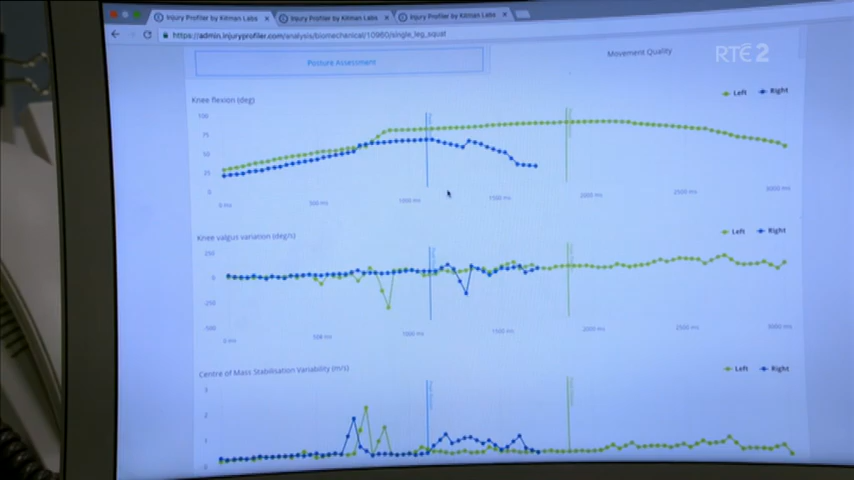 Injury Profiler by Kitman Labs
Injury Profiler by Kitman Labs
Injury Profiler by Kitman Labs
https://admin.injuryprofiler.com/analysis/biomechanical/10960/single_leg_squat
RTÉ2
Posture Assessment
Movement Quality
Knee flexion (deg)
Left
Right
100
75
50
25
0
0 ms
500 ms
1000 ms
1500 ms
2000 ms
2500 ms
3000 ms
Knee valgus variation (deg/s)
Left
Right
250
0
-250
-500
0 ms
500 ms
1000 ms
1500 ms
2000 ms
2500 ms
3000 ms
Centre of Mass Stabilisation Variability (m/s)
Left
Right
3
2
1
0